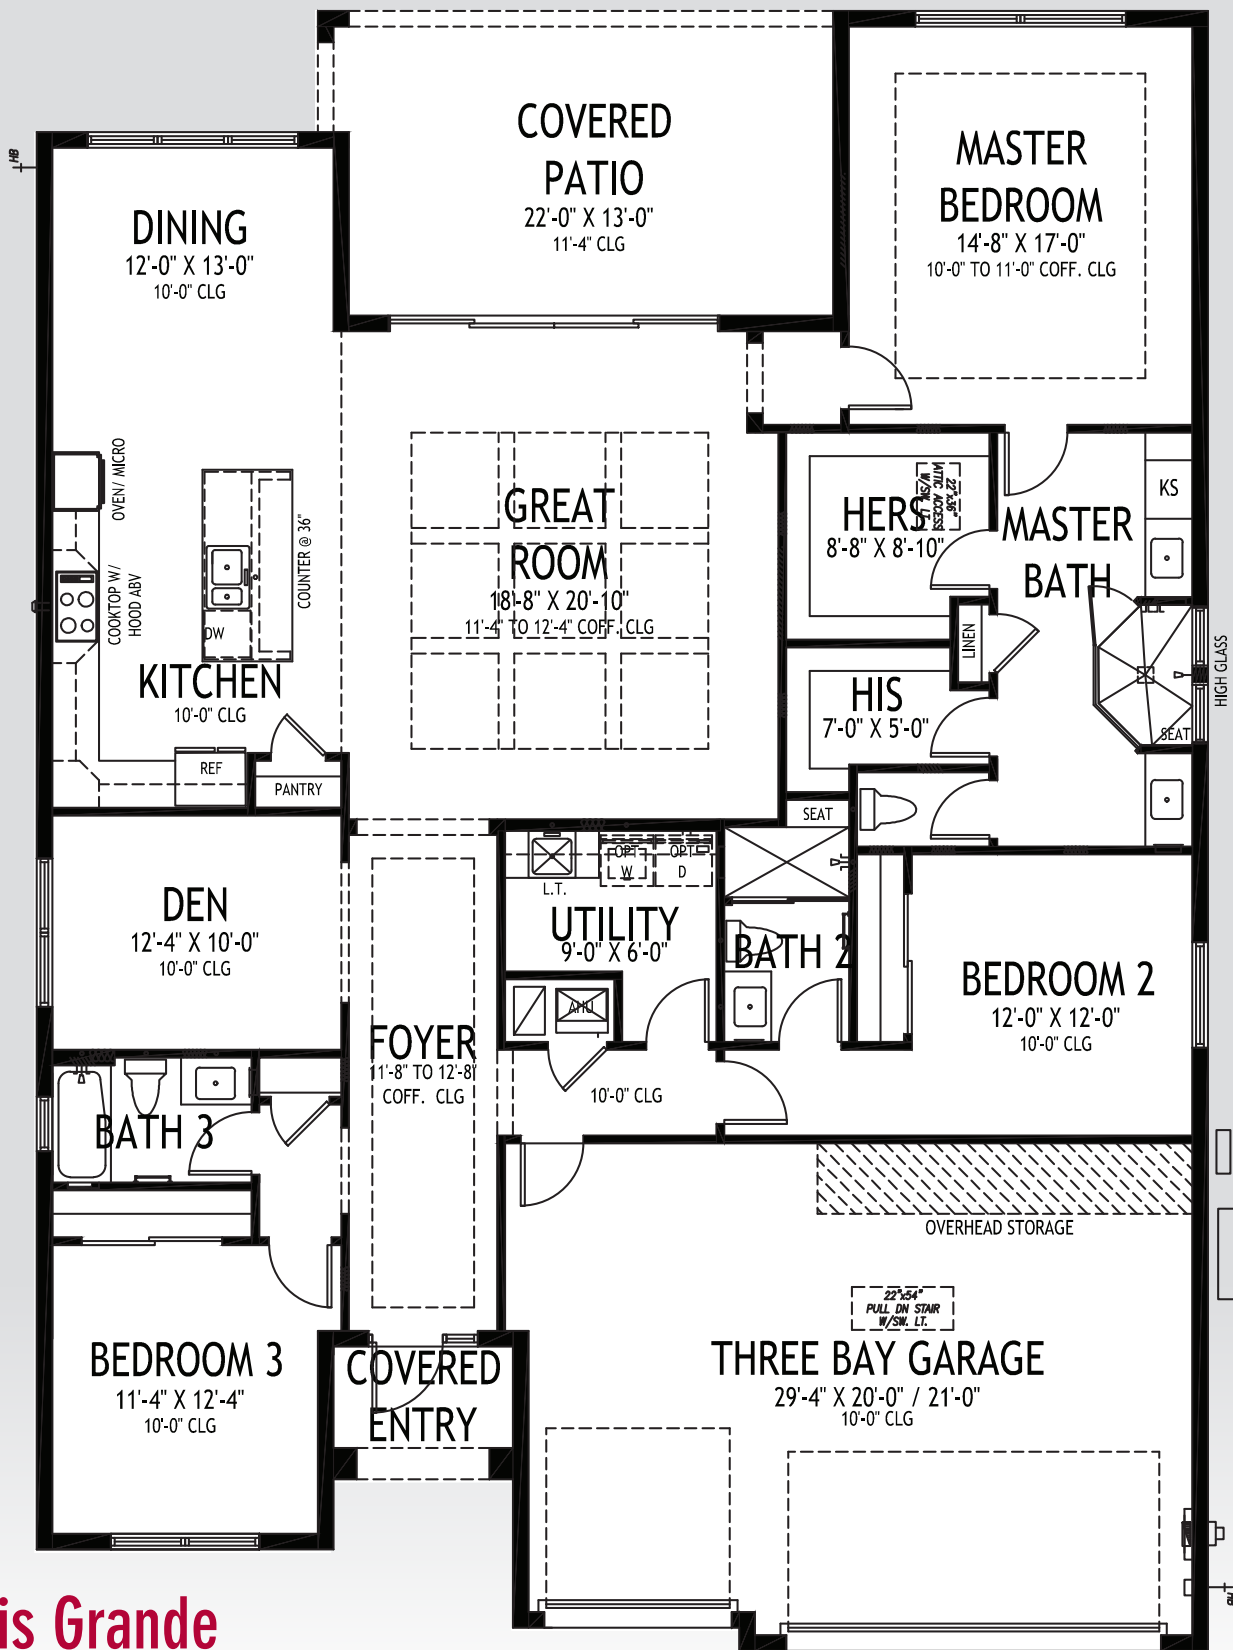 COVERED
PATIO
22'-0" X 13'-0"
11'-4" CLG
MASTER
BEDROOM
14'-8" X 17'-0"
10'-0" TO 11'-0" COFF. CLG
HB
DINING
12'-0" X 13'-0"
10'-0" CLG
OVEN/ MICRO
COOKTOP W/
HOOD ABV
COUNTER @ 36"
DW
KITCHEN
10'-0" CLG
REF
PANTRY
GREAT
ROOM
18'-8" X 20'-10"
11'-4" TO 12'-4" COFF. CLG
HERS
8'-8" X 8'-10"
22"x36"
ATTIC ACCESS
W/SW. LT.
MASTER
BATH
KS
LINEN
HIS
7'-0" X 5'-0"
SEAT
HIGH GLASS
SEAT
DEN
12'-4" X 10'-0"
10'-0" CLG
L.T.
OPT
W
OPT
D
UTILITY
9'-0" X 6'-0"
AHU
BATH 2
BEDROOM 2
12'-0" X 12'-0"
10'-0" CLG
FOYER
11'-8" TO 12'-8"
COFF. CLG
10'-0" CLG
BATH 3
OVERHEAD STORAGE
22"x54"
PULL DN STAIR
W/SW. LT.
BEDROOM 3
11'-4" X 12'-4"
10'-0" CLG
COVERED
ENTRY
THREE BAY GARAGE
29'-4" X 20'-0" / 21'-0"
10'-0" CLG
is Grande